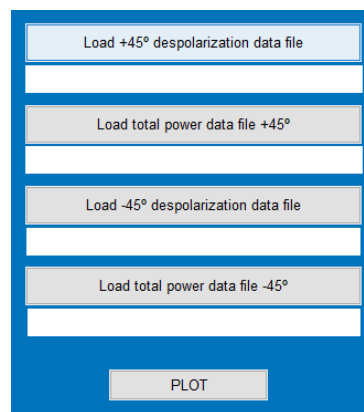 Load +45º despolarization data file
Load total power data file +45º
Load -45º despolarization data file
Load total power data file -45º
PLOT